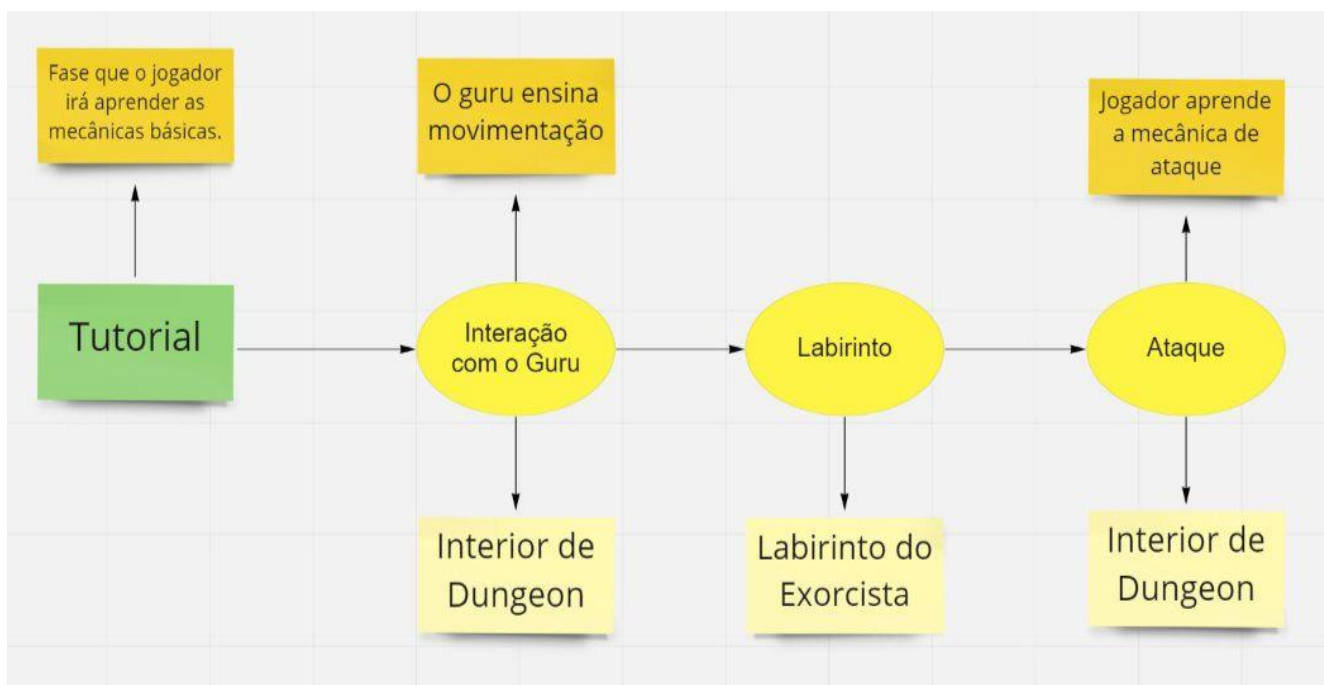 Fase que o jogador
irá aprender as
mecânicas básicas.
O guru ensina
movimentação
Jogador aprende
a mecânica de
ataque
Tutorial
Interação
com o Guru
Labirinto
Ataque
Interior de
Dungeon
Labirinto do
Exorcista
Interior de
Dungeon